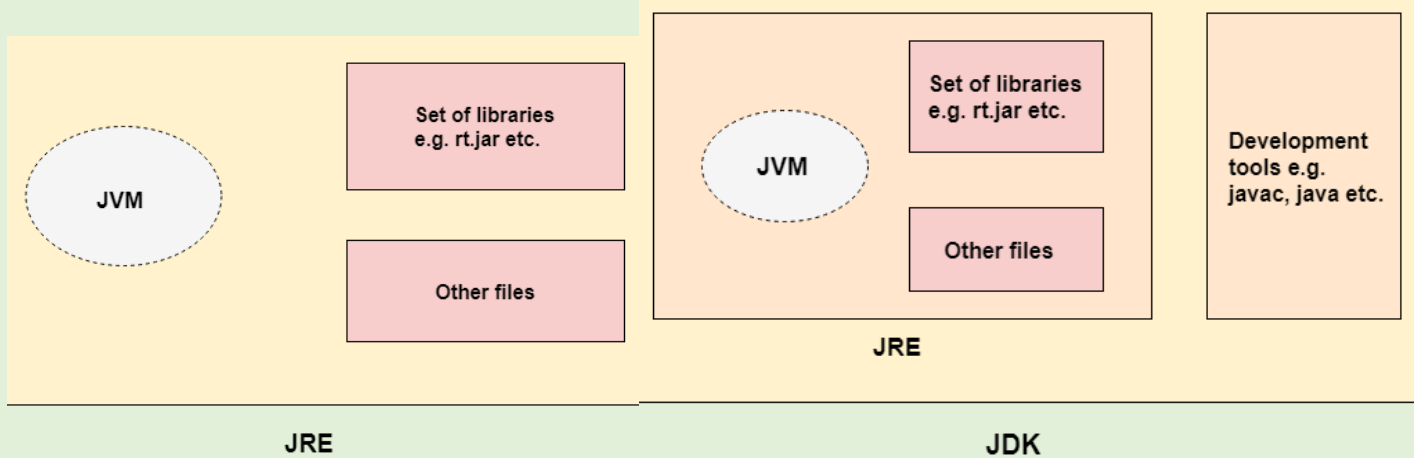 JVM
Set of libraries
e.g. rt.jar etc.
Other files
JRE
JVM
Set of libraries
e.g. rt.jar etc.
Other files
JRE
Development
tools e.g.
javac, java etc.
JDK